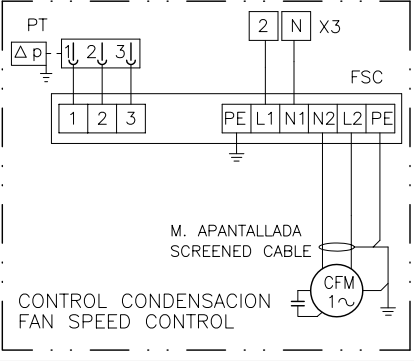 PT
2 N X3
Δp 1 2 3
FSC
1 2 3 PE L1 N1 N2 L2 PE
M. APANTALLADA
SCREENED CABLE
CFM
1~
CONTROL CONDENSACION
FAN SPEED CONTROL